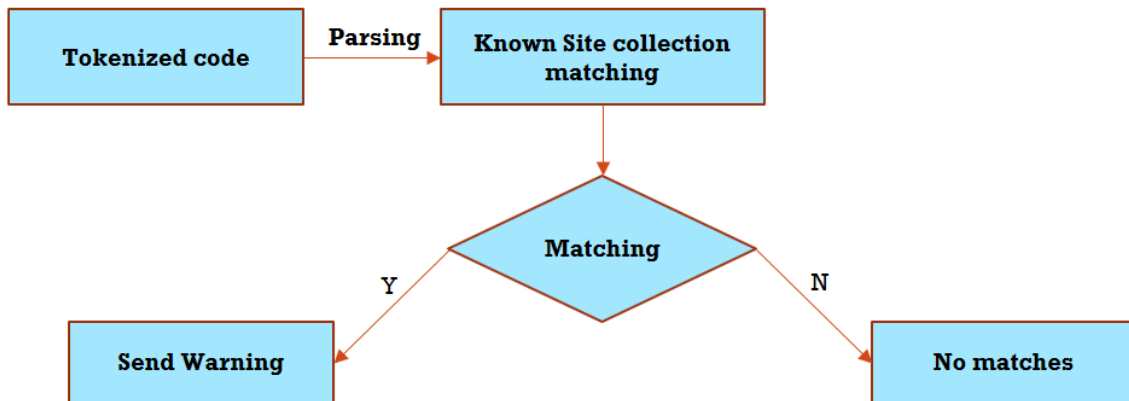 Tokenized code
Parsing
Known Site collection
matching
Matching
Y
N
Send Warning
No matches